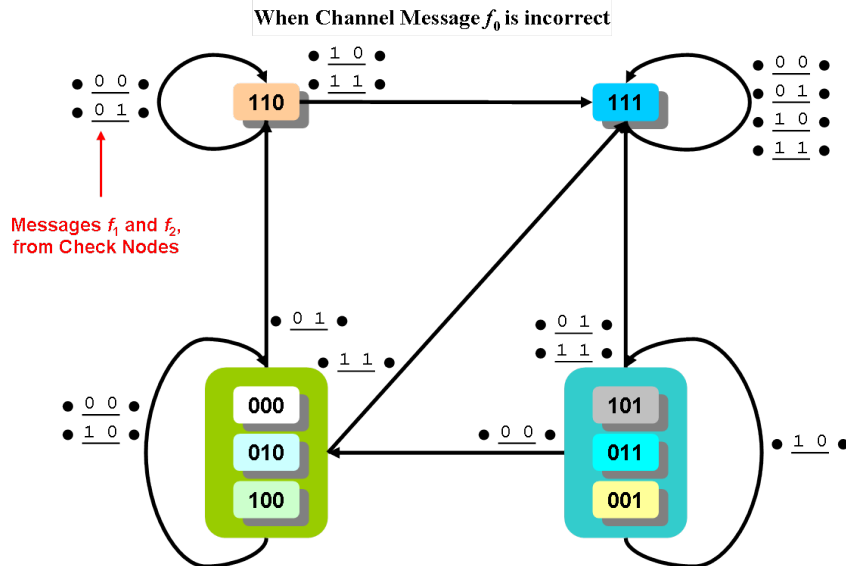 When Channel Message f0 is incorrect
● 1 0 ●
● 1 1 ●
● 0 0 ●
● 0 1 ●
110
111
● 0 0 ●
● 0 1 ●
● 1 0 ●
● 1 1 ●
Messages f1 and f2,
from Check Nodes
● 0 1 ●
● 1 1 ●
● 0 1 ●
● 1 1 ●
● 0 0 ●
● 1 0 ●
000
010
100
● 0 0 ●
101
011
001
● 1 0 ●